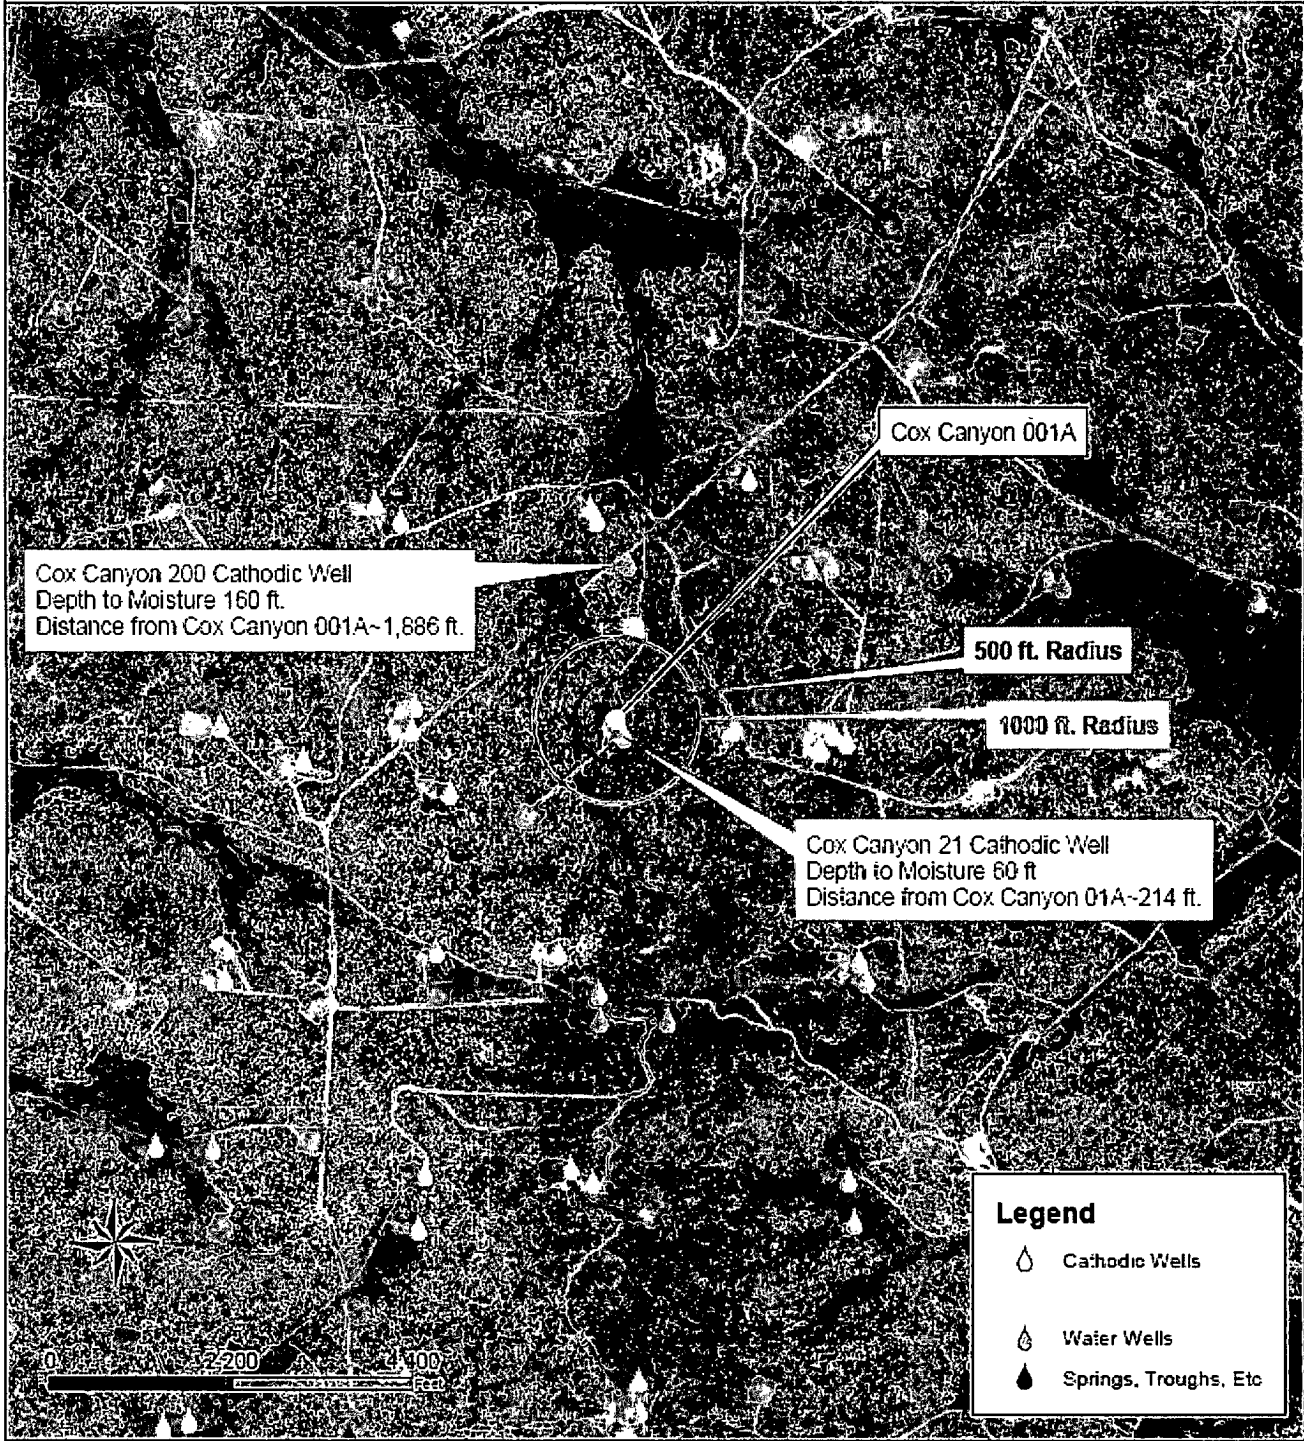 Cox Canyon 001A
Cox Canyon 200 Cathodic Well
Depth to Moisture 160 ft.
Distance from Cox Canyon 001A~1,886 ft.
500 ft. Radius
1000 ft. Radius
Cox Canyon 21 Cathodic Well
Depth to Moisture 60 ft
Distance from Cox Canyon 01A~214 ft.
Legend
Cathodic Wells
Water Wells
Springs, Troughs, Etc
0 2,200 4,400
Feet